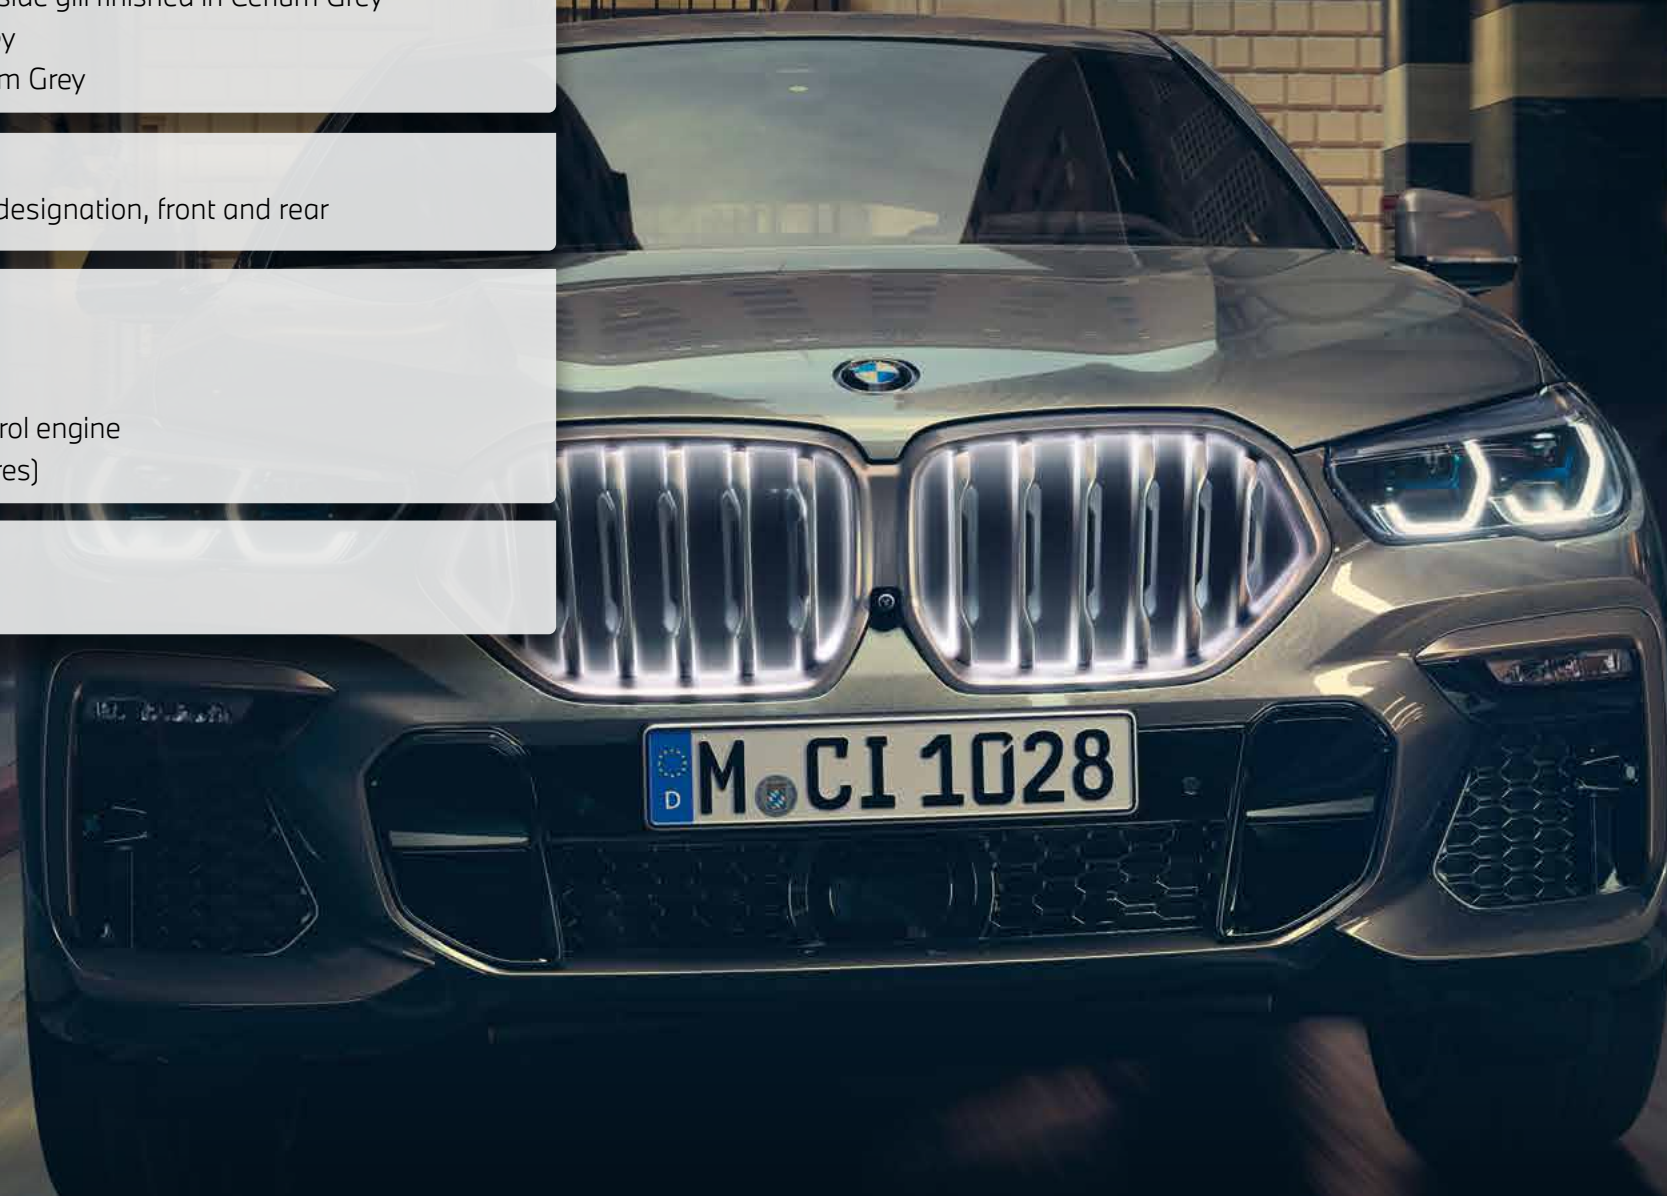 side gill finished in Cerium Grey
y
m Grey
designation, front and rear
rol engine
res)
D
M CI 1028